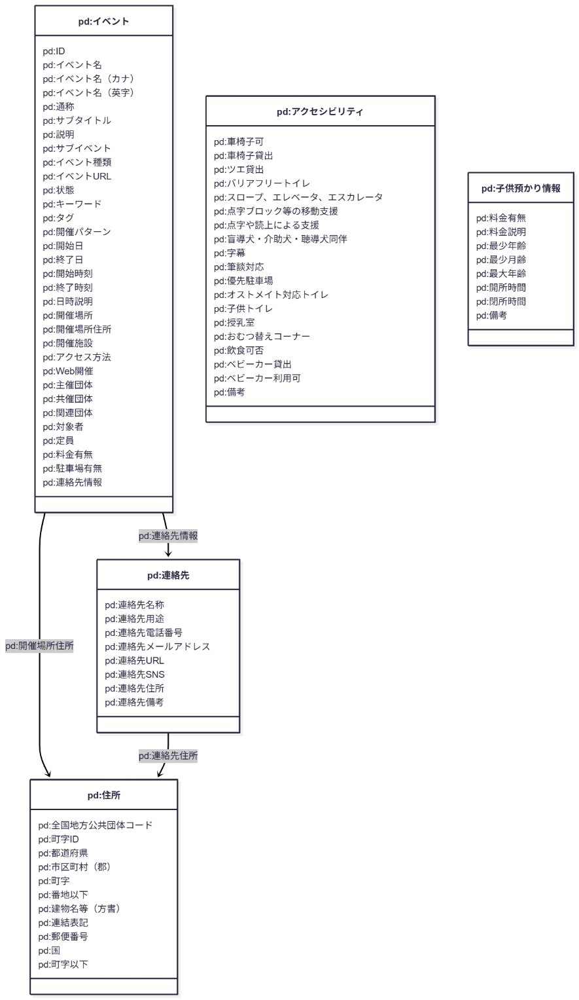 pd:イベント
pd:ID
pd:イベント名
pd:イベント名（カナ）
pd:イベント名（英字）
pd:通称
pd:サブタイトル
pd:説明
pd:サブイベント
pd:イベント種類
pd:イベントURL
pd:状態
pd:キーワード
pd:タグ
pd:開催パターン
pd:開始日
pd:終了日
pd:開始時刻
pd:終了時刻
pd:日時説明
pd:開催場所
pd:開催場所住所
pd:開催施設
pd:アクセス方法
pd:Web開催
pd:主催団体
pd:共催団体
pd:関連団体
pd:対象者
pd:定員
pd:料金有無
pd:駐車場有無
pd:連絡先情報
pd:アクセシビリティ
pd:車椅子可
pd:車椅子貸出
pd:ツエ貸出
pd:バリアフリートイレ
pd:スロープ、エレベータ、エスカレータ
pd:点字ブロック等の移動支援
pd:点字や読上による支援
pd:盲導犬・介助犬・聴導犬同伴
pd:字幕
pd:筆談対応
pd:優先駐車場
pd:オストメイト対応トイレ
pd:子供トイレ
pd:授乳室
pd:おむつ替えコーナー
pd:飲食可否
pd:ベビーカー貸出
pd:ベビーカー利用可
pd:備考
pd:子供預かり情報
pd:料金有無
pd:料金説明
pd:最少年齢
pd:最少月齢
pd:最大年齢
pd:開所時間
pd:閉所時間
pd:備考
pd:連絡先情報
pd:連絡先
pd:連絡先名称
pd:連絡先用途
pd:連絡先電話番号
pd:連絡先メールアドレス
pd:連絡先URL
pd:連絡先SNS
pd:連絡先住所
pd:連絡先備考
pd:開催場所住所
pd:連絡先住所
pd:住所
pd:全国地方公共団体コード
pd:町字ID
pd:都道府県
pd:市区町村（郡）
pd:町字
pd:番地以下
pd:建物名等（方書）
pd:連結表記
pd:郵便番号
pd:国
pd:町字以下